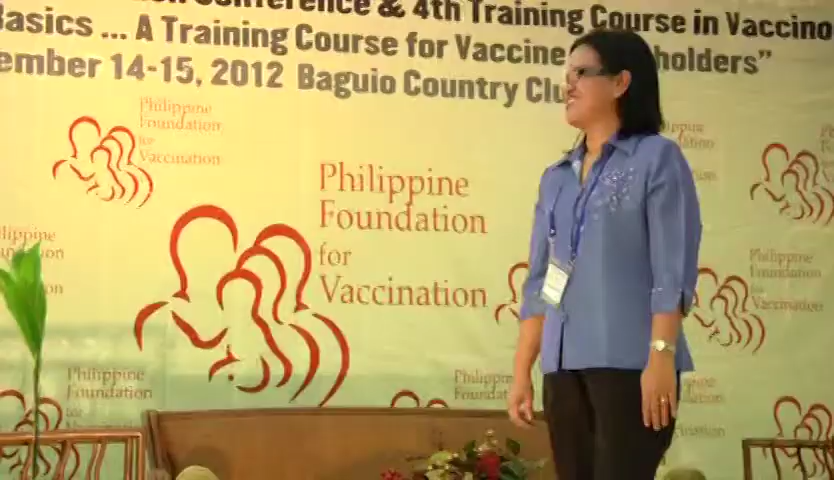 Conference & 4th Training Course in Vaccino
Basics ... A Training Course for Vaccine holders"
ember 14-15, 2012 Baguio Country Clu
Philippine
Foundation
for
Vaccination
Philippine
Foundation
for
Vaccination
Philippine
Foundation
Vaccination
Philippine
Foundation
Philippine
Foundation